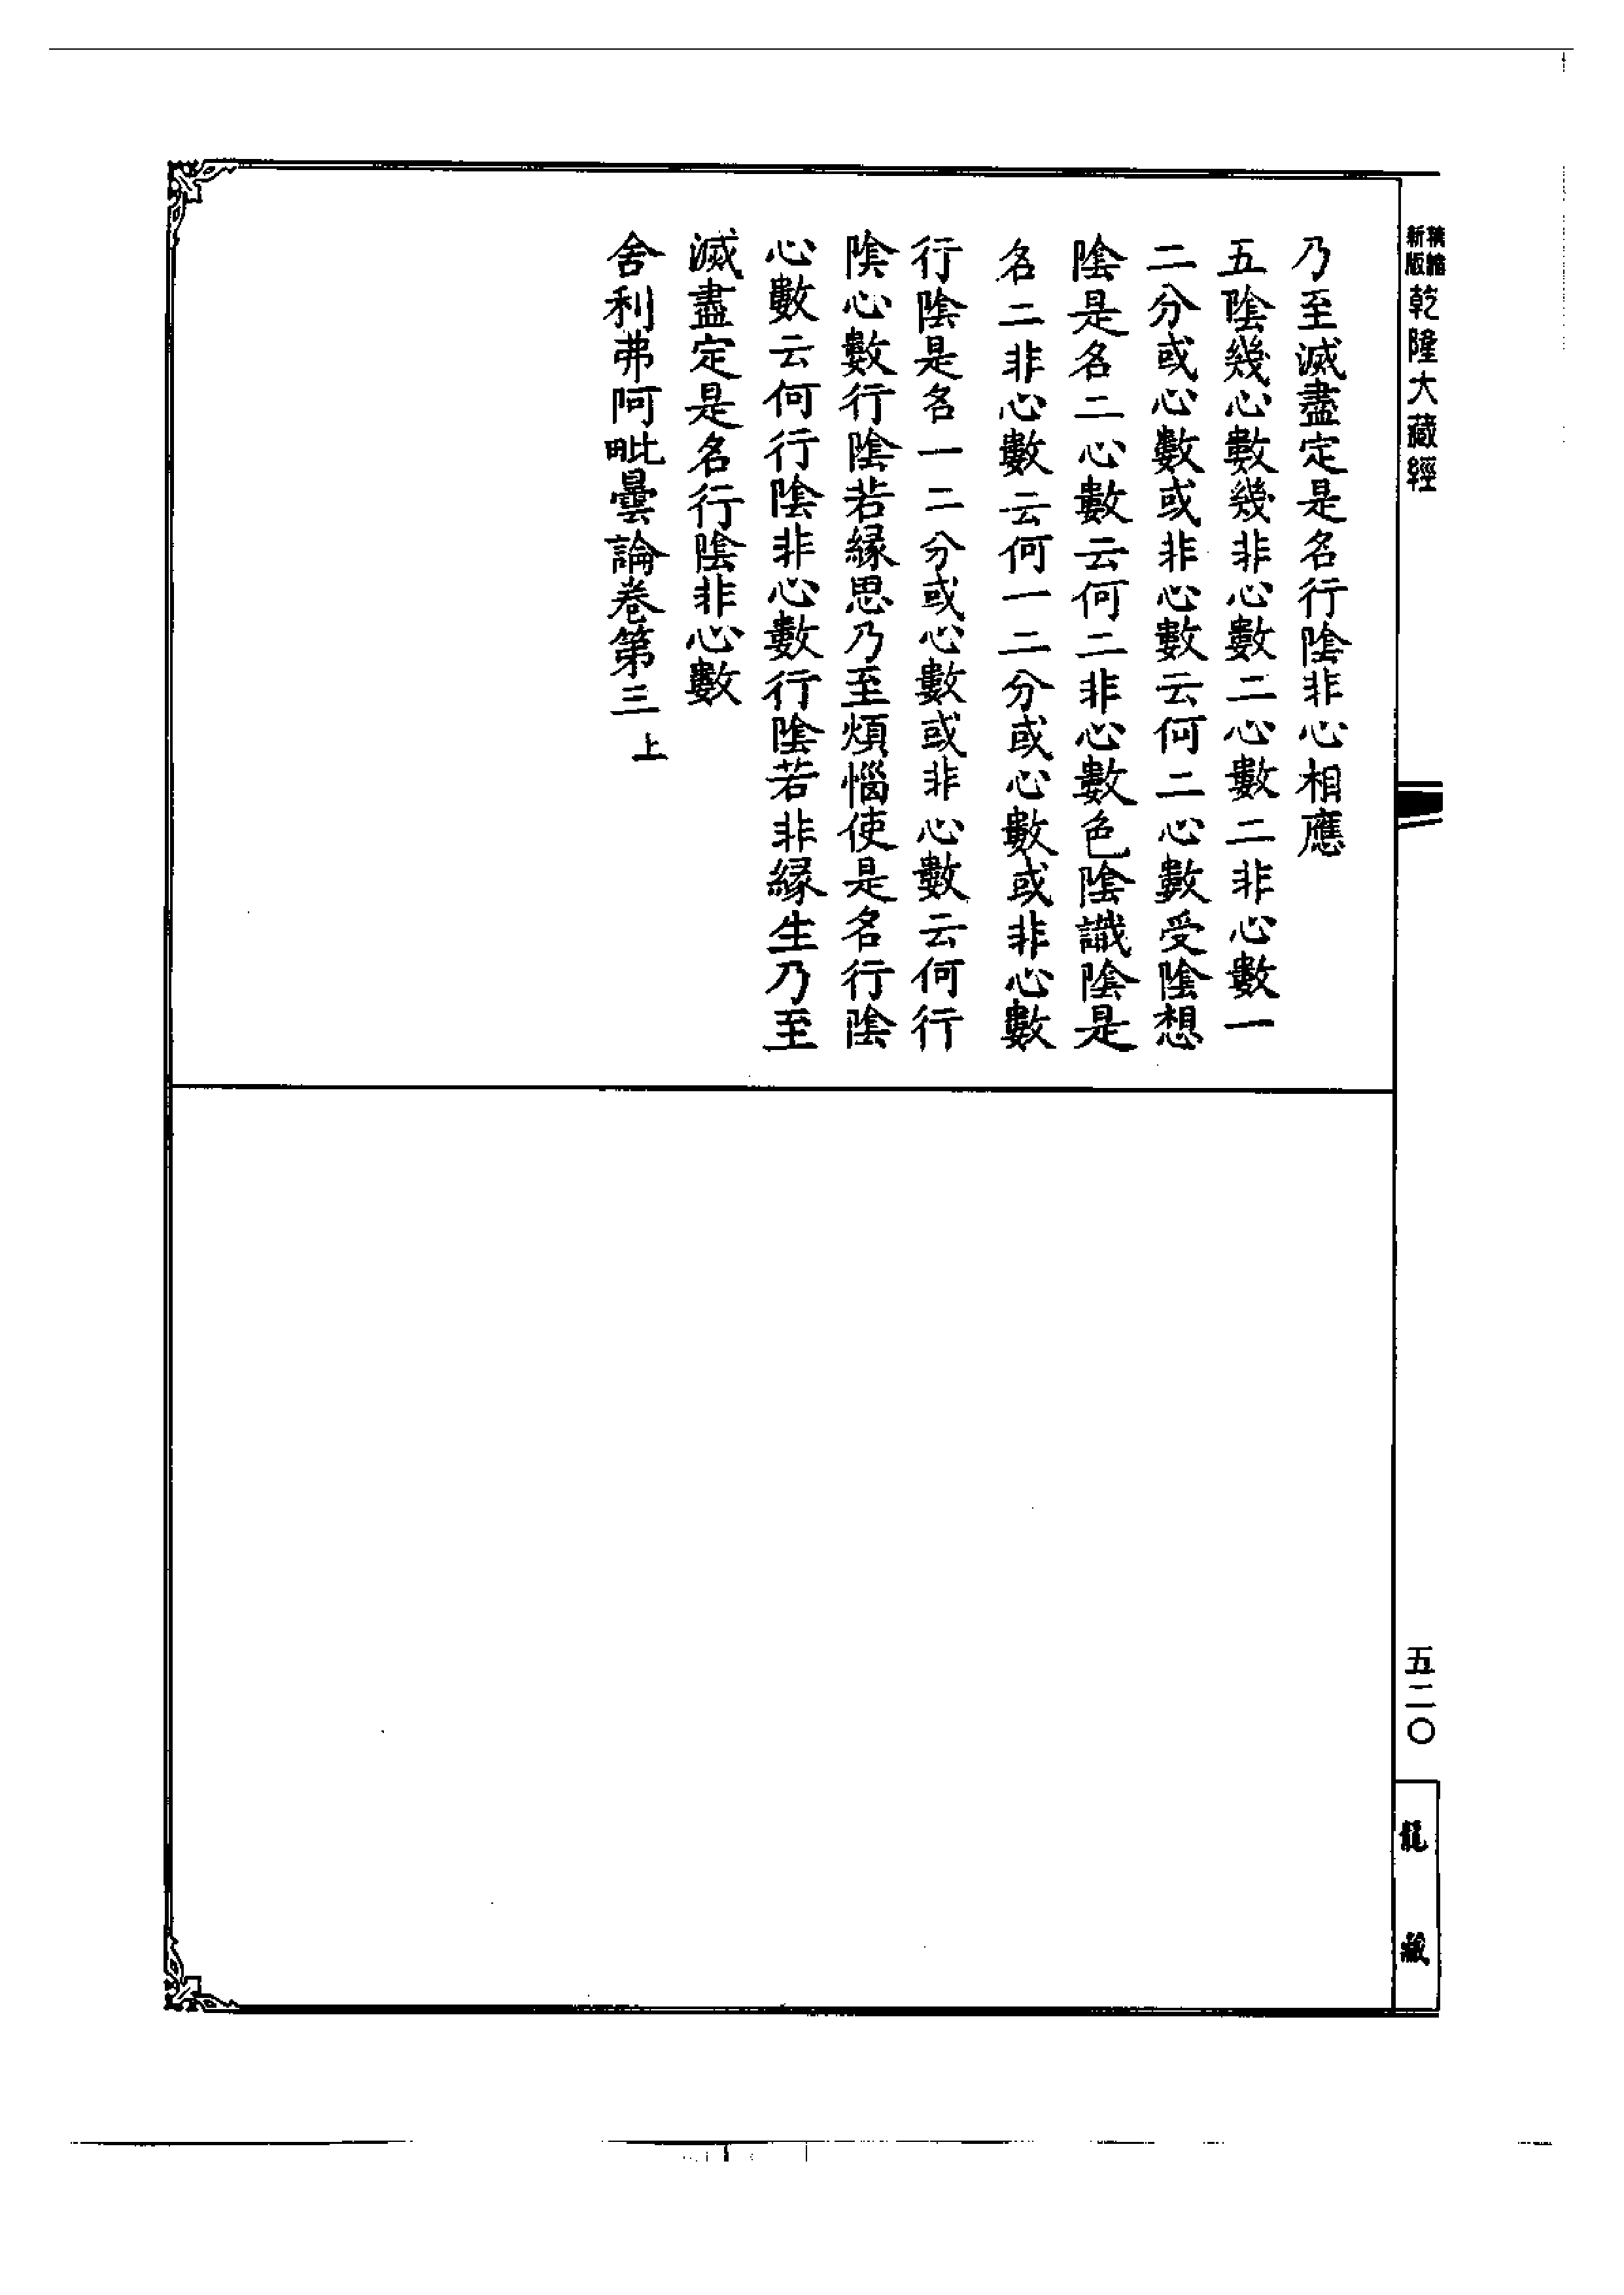 新版精縮乾隆大藏經
乃至滅盡定是名行陰非心相應
五陰幾心數幾非心數二心數二非心數一
二分或心數或非心數云何二心數受陰想
陰是名二心數云何二非心數色陰識陰是
名二非心數云何一二分或心數或非心數
行陰是名一二分或心數或非心數云何行
陰心數行陰若緣思乃至煩惱使是名行陰
心數云何行陰非心數行陰若非緣生乃至
滅盡定是名行陰非心數
舍利弗阿毗曇論卷第三上
五二〇
龍藏